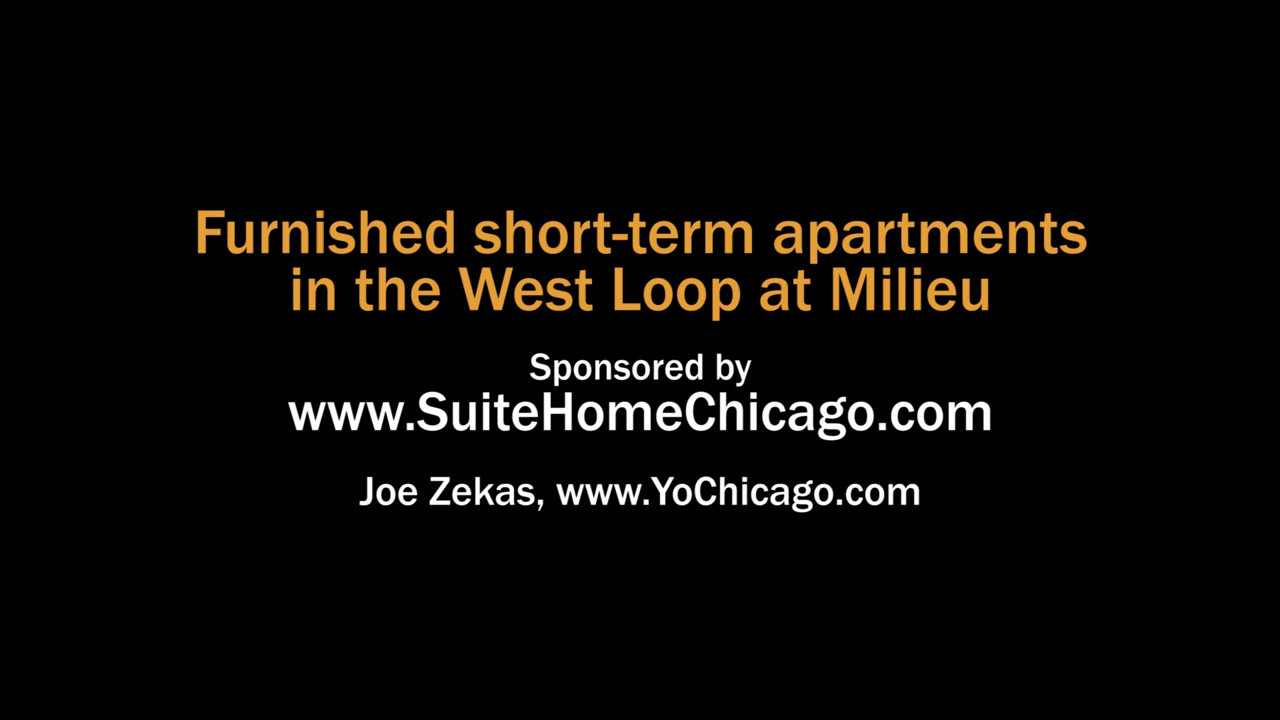 Furnished short-term apartments
in the West Loop at Milieu
Sponsored by
www.SuiteHomeChicago.com
Joe Zekas, www.YoChicago.com